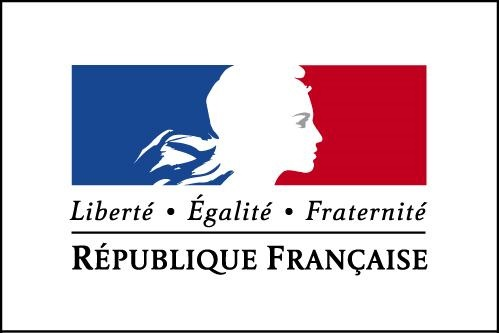 Liberté • Égalité • Fraternité
RÉPUBLIQUE FRANÇAISE